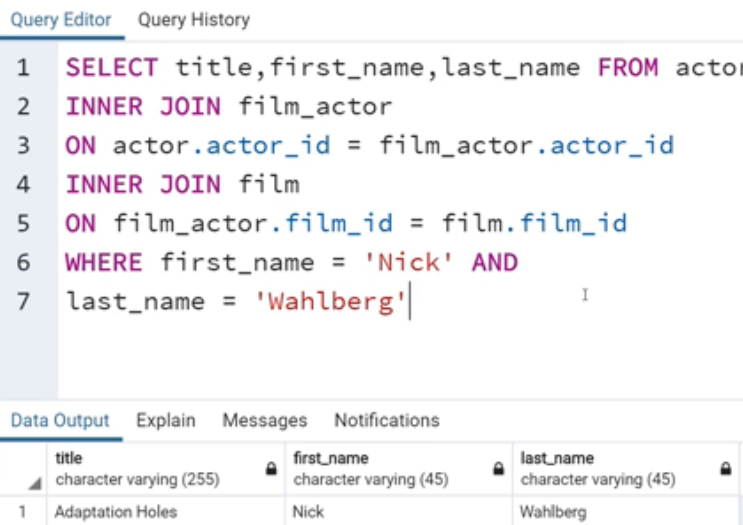 Query Editor Query History
1 SELECT title,first_name,last_name FROM actor
2 INNER JOIN film_actor
3 ON actor.actor_id = film_actor.actor_id
4 INNER JOIN film
5 ON film_actor.film_id = film.film_id
6 WHERE first_name = 'Nick' AND
7 last_name = 'Wahlberg'
Data Output Explain Messages Notifications
title first_name last_name
character varying (255) character varying (45) character varying (45)
1 Adaptation Holes Nick Wahlberg